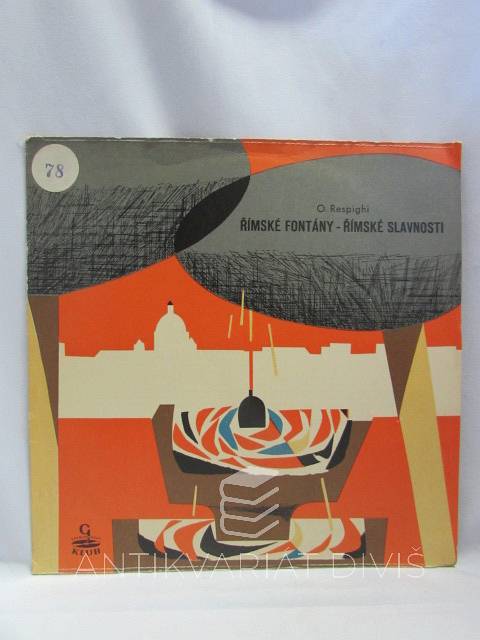 78
O. Respighi
ŘÍMSKÉ FONTÁNY - ŘÍMSKÉ SLAVNOSTI
G
KLUB
ANTIKVARIÁT DIVIŠ